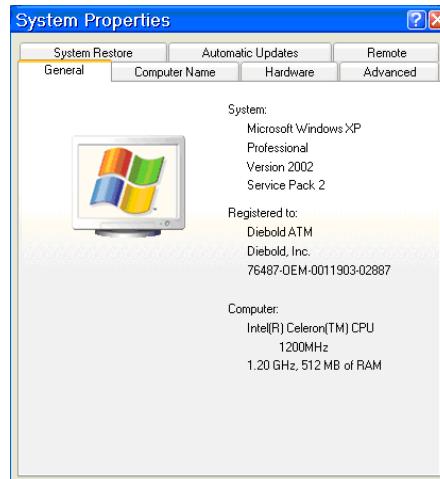 System Properties
System Restore
Automatic Updates
Remote
General
Computer Name
Hardware
Advanced
System:
Microsoft Windows XP
Professional
Version 2002
Service Pack 2
Registered to:
Diebold ATM
Diebold, Inc.
76487-OEM-0011903-02887
Computer:
Intel(R) Celeron(TM) CPU
1200MHz
1.20 GHz, 512 MB of RAM